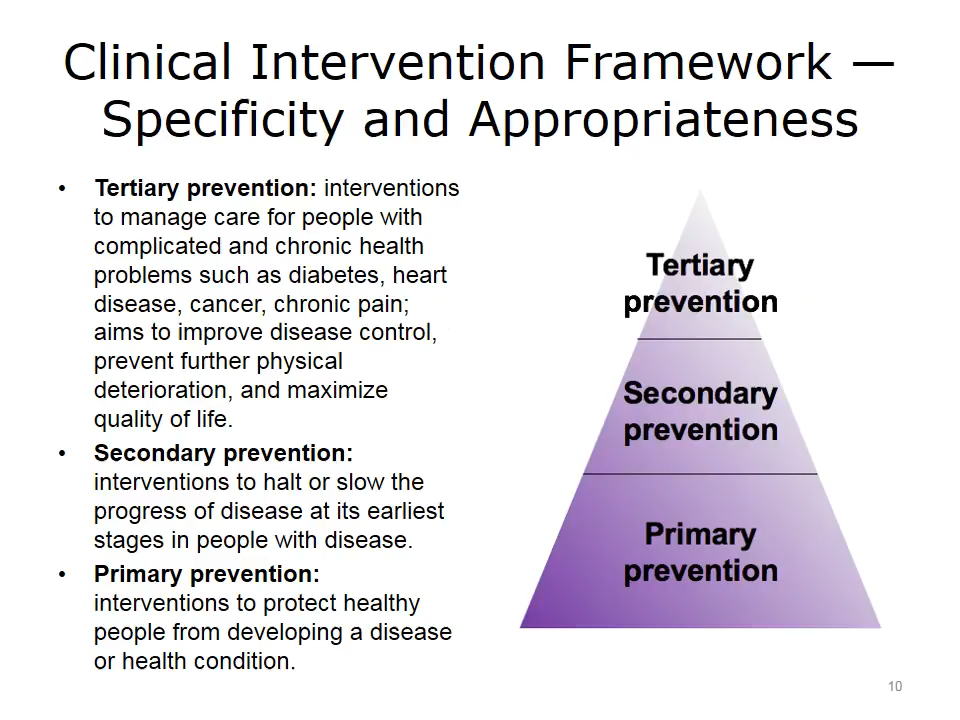 Clinical Intervention Framework —
Specificity and Appropriateness
• Tertiary prevention: interventions
to manage care for people with
complicated and chronic health
problems such as diabetes, heart
disease, cancer, chronic pain;
aims to improve disease control,
prevent further physical
deterioration, and maximize
quality of life.
• Secondary prevention:
interventions to halt or slow the
progress of disease at its earliest
stages in people with disease.
• Primary prevention:
interventions to protect healthy
people from developing a disease
or health condition.
Tertiary
prevention
Secondary
prevention
Primary
prevention
10